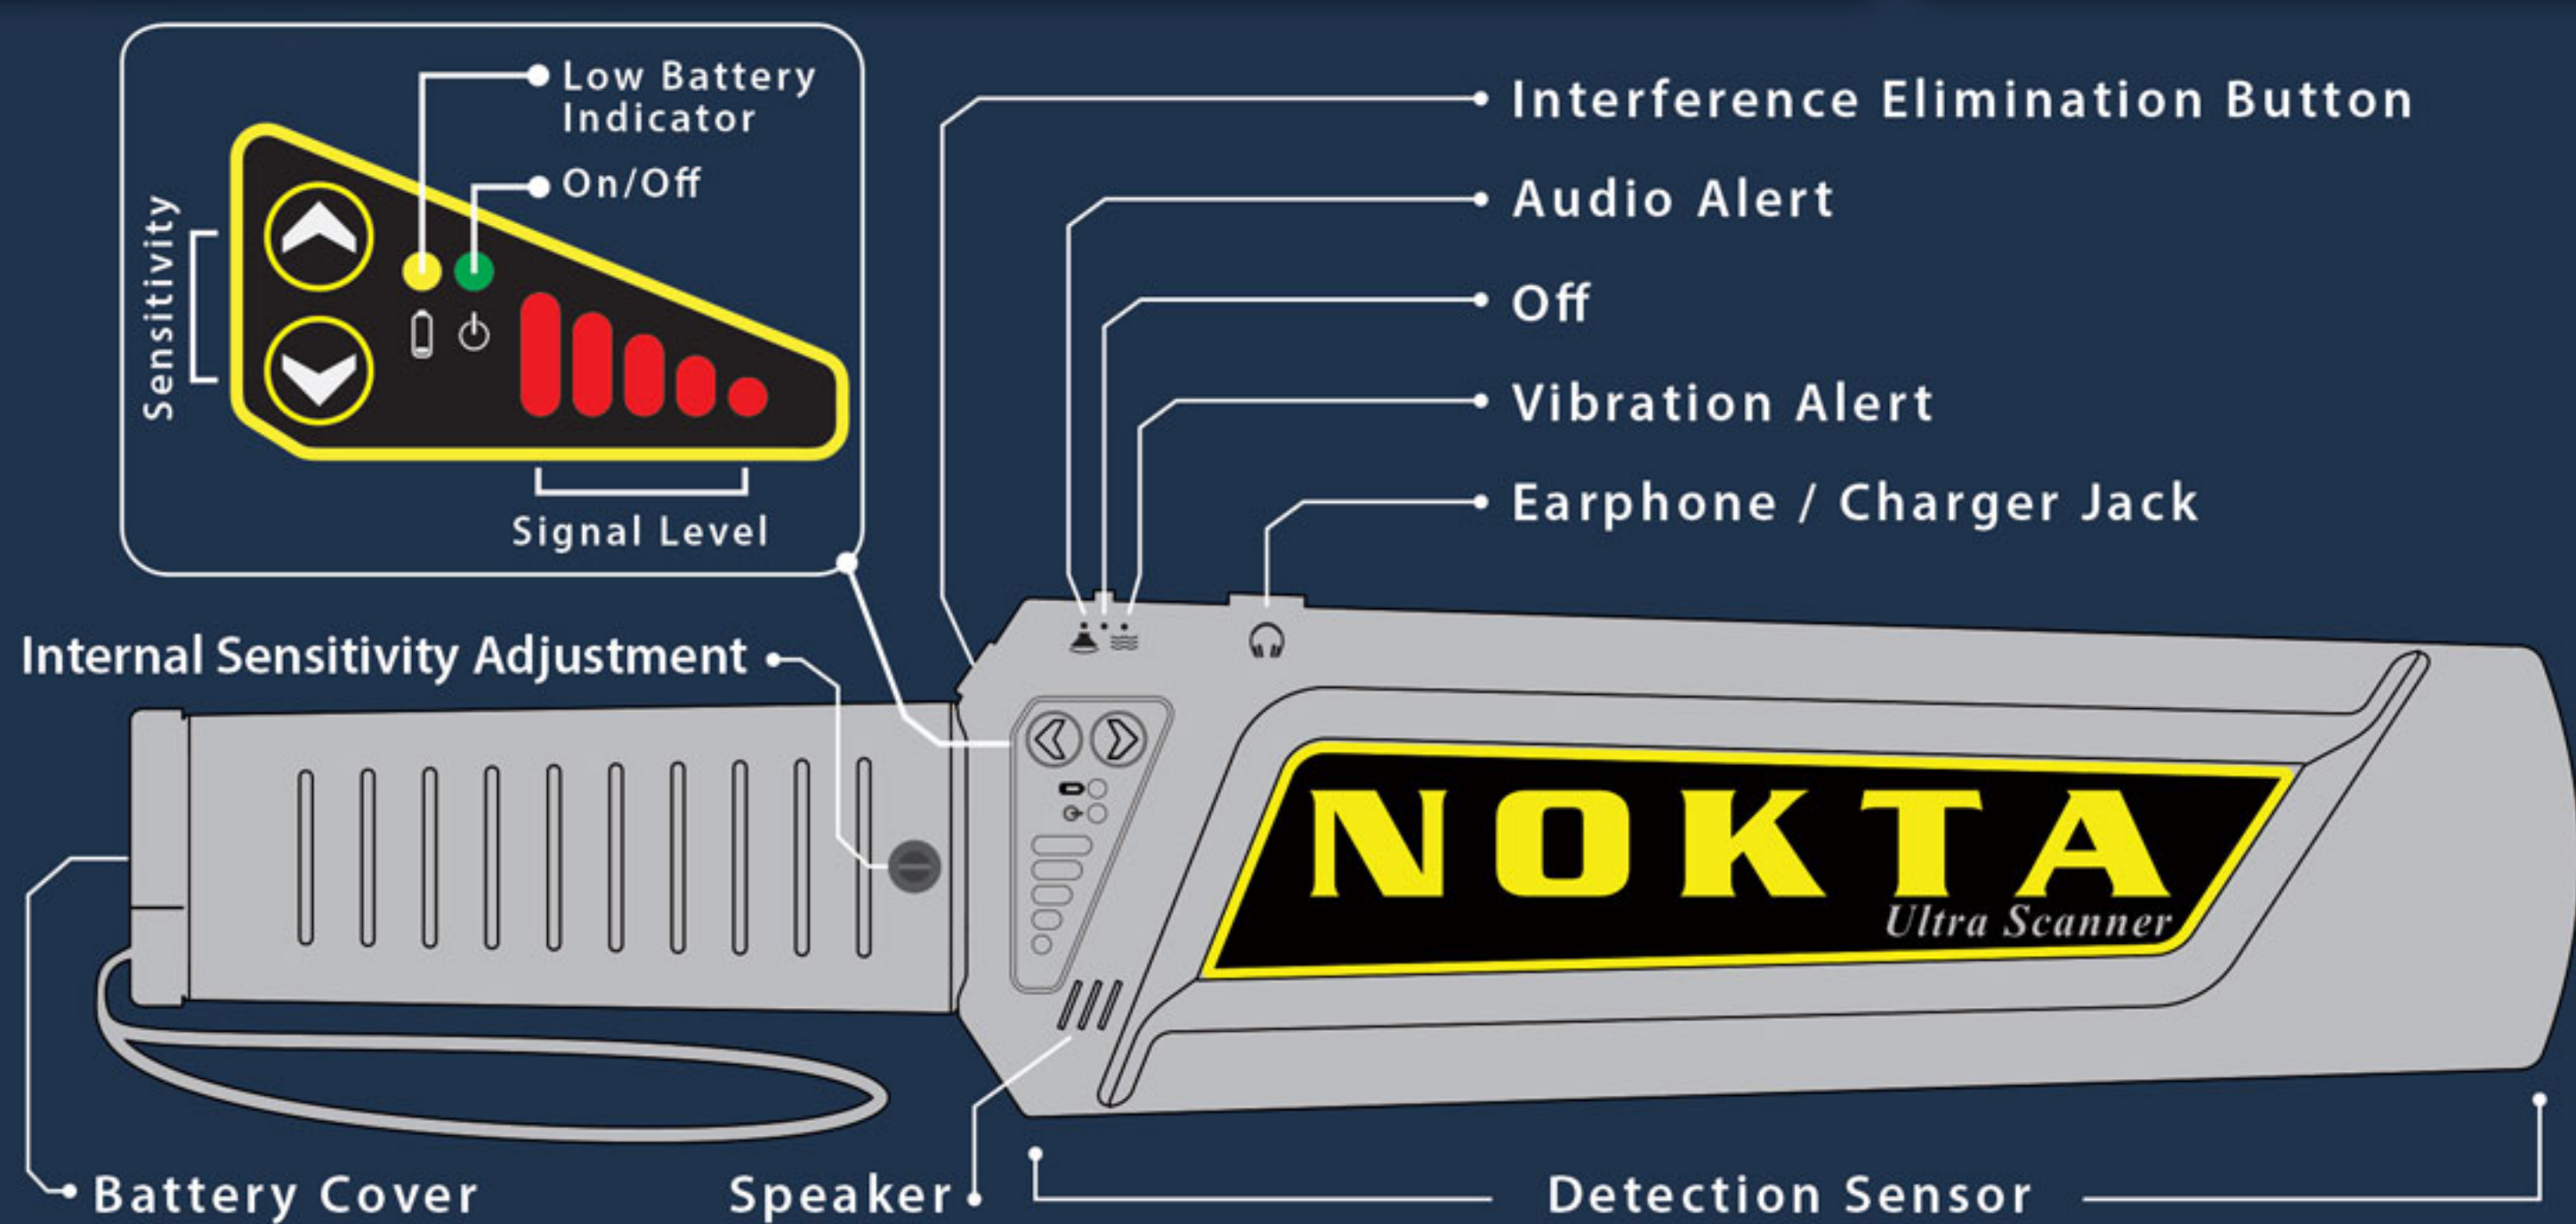 Low Battery
Indicator
On/Off
Sensitivity
Signal Level
Interference Elimination Button
Audio Alert
Off
Vibration Alert
Earphone / Charger Jack
Internal Sensitivity Adjustment
NOKTA
Ultra Scanner
Battery Cover
Speaker
Detection Sensor